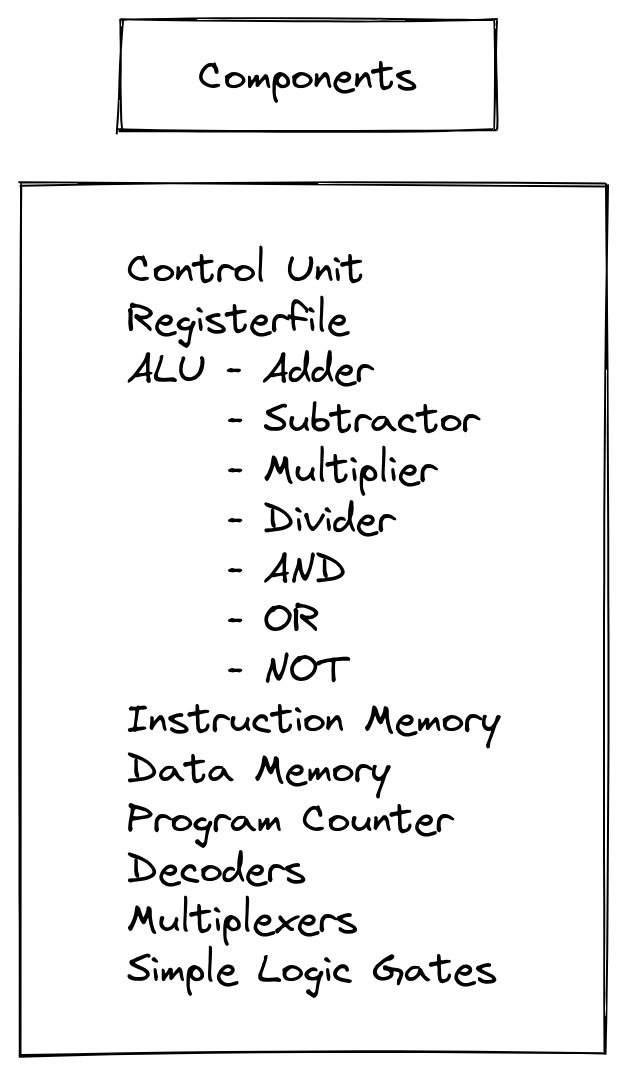 Components
Control Unit
Registerfile
ALU - Adder
- Subtractor
- Multiplier
- Divider
- AND
- OR
- NOT
Instruction Memory
Data Memory
Program Counter
Decoders
Multiplexers
Simple Logic Gates